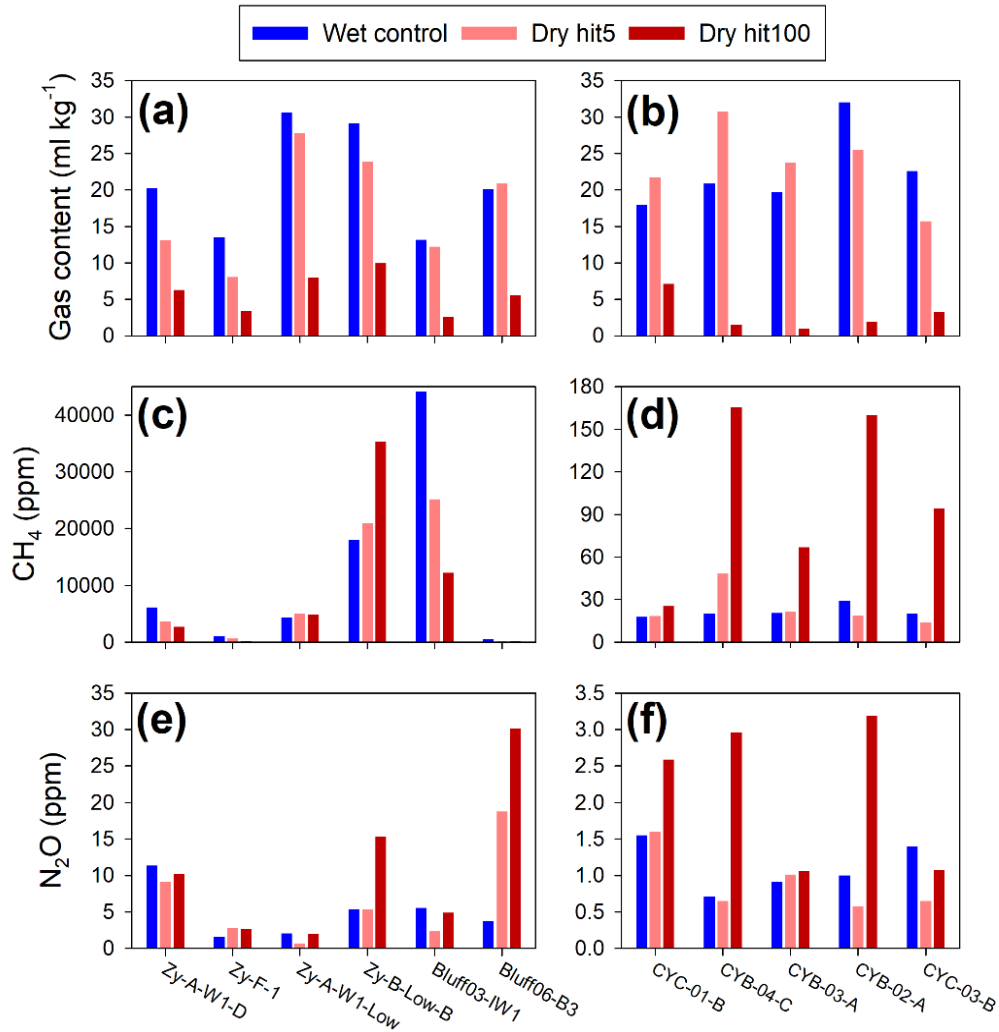 Wet control Dry hit5 Dry hit100
Gas content (ml kg⁻¹)
35
30
25
20
15
10
5
0
(a)
35
30
25
20
15
10
5
0
(b)
CH₄ (ppm)
40000
30000
20000
10000
0
(c)
180
150
120
90
60
30
0
(d)
N₂O (ppm)
35
30
25
20
15
10
5
0
(e)
Zy-A-W1-D
Zy-F-1
Zy-A-W1-Low
Zy-B-Low-B
Bluff03-IW1
Bluff06-B3
3.5
3.0
2.5
2.0
1.5
1.0
0.5
0.0
(f)
CYC-01-B
CYB-04-C
CYB-03-A
CYB-02-A
CYC-03-B